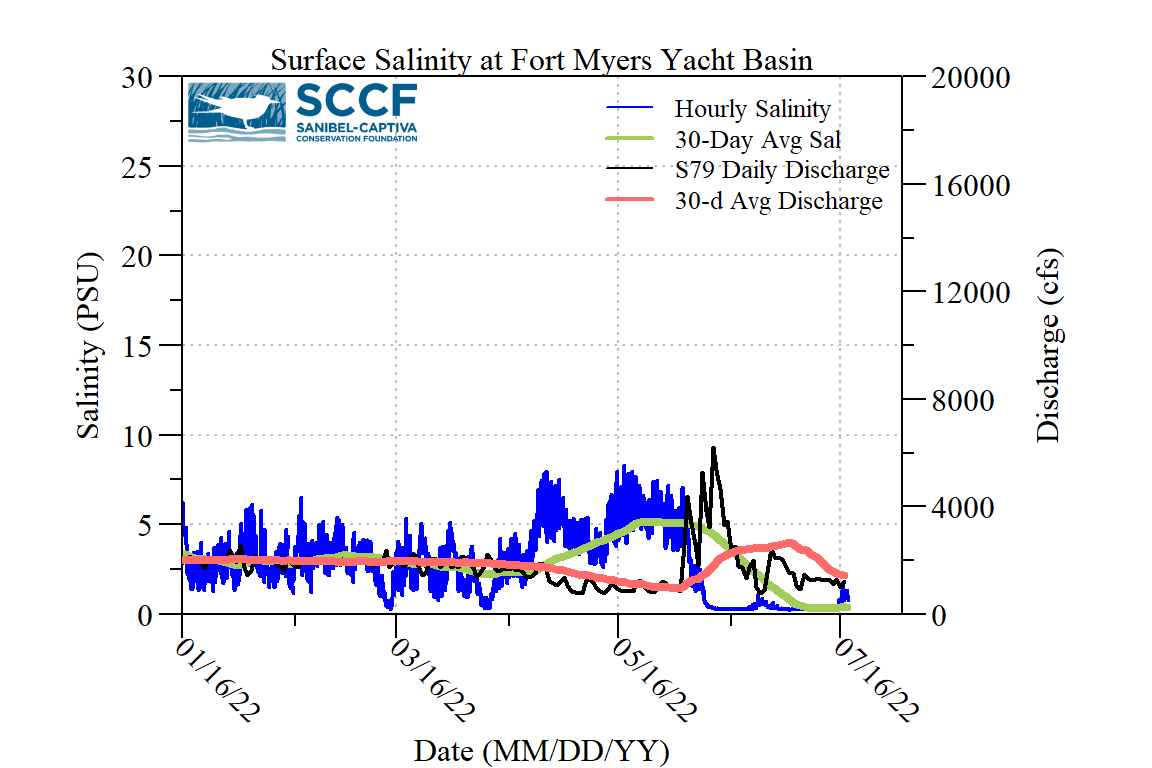 Surface Salinity at Fort Myers Yacht Basin
SCCF
SANIBEL-CAPTIVA
CONSERVATION FOUNDATION
Hourly Salinity
30-Day Avg Sal
S79 Daily Discharge
30-d Avg Discharge
Salinity (PSU)
30
25
20
15
10
5
0
20000
16000
12000
8000
4000
0
Discharge (cfs)
01/16/22
03/16/22
05/16/22
07/16/22
Date (MM/DD/YY)